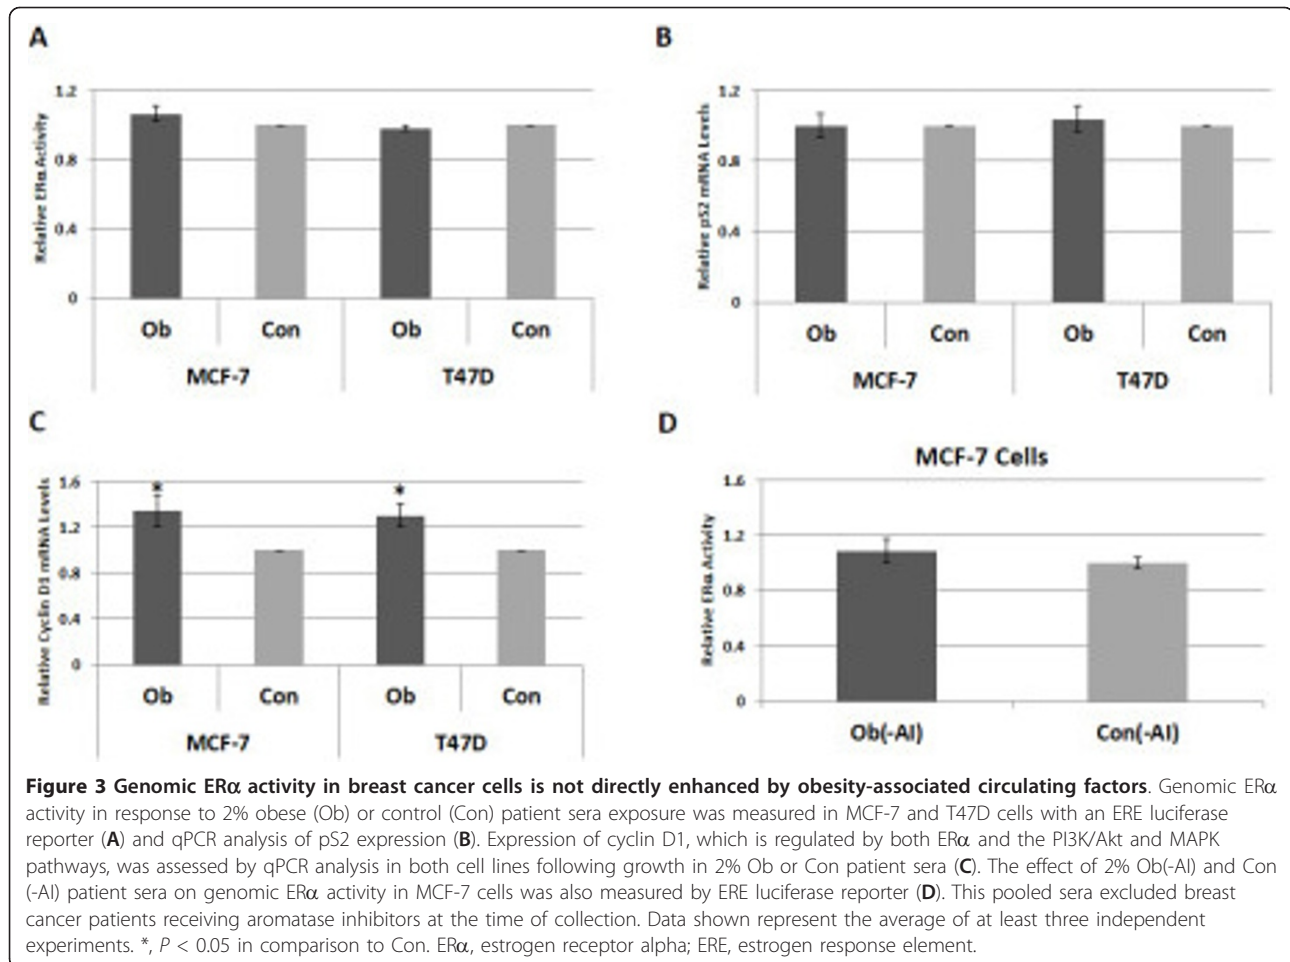 A
Relative ERα Activity
1.2
0.8
0.4
0
Ob
Con
Ob
Con
MCF-7
T47D
B
Relative pS2 mRNA Levels
1.2
0.8
0.4
0
Ob
Con
Ob
Con
MCF-7
T47D
C
Relative Cyclin D1 mRNA Levels
1.6
1.2
0.8
0.4
0
*
*
Ob
Con
Ob
Con
MCF-7
T47D
D
MCF-7 Cells
Relative ERα Activity
1.6
1.2
0.8
0.4
0
Ob(-AI)
Con(-AI)
Figure 3 Genomic ERα activity in breast cancer cells is not directly enhanced by obesity-associated circulating factors. Genomic ERα
activity in response to 2% obese (Ob) or control (Con) patient sera exposure was measured in MCF-7 and T47D cells with an ERE luciferase
reporter (A) and qPCR analysis of pS2 expression (B). Expression of cyclin D1, which is regulated by both ERα and the PI3K/Akt and MAPK
pathways, was assessed by qPCR analysis in both cell lines following growth in 2% Ob or Con patient sera (C). The effect of 2% Ob(-AI) and Con
(-AI) patient sera on genomic ERα activity in MCF-7 cells was also measured by ERE luciferase reporter (D). This pooled sera excluded breast
cancer patients receiving aromatase inhibitors at the time of collection. Data shown represent the average of at least three independent
experiments. *, P < 0.05 in comparison to Con. ERα, estrogen receptor alpha; ERE, estrogen response element.